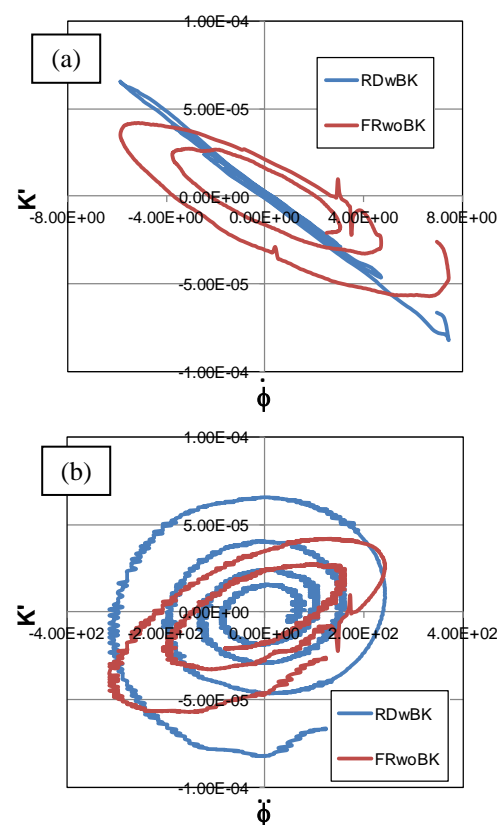 1.00E-04
(a)
RDwBK
5.00E-05
FRwoBK
K'
0.00E+00
-8.00E+00 -4.00E+00 0.00E+00 4.00E+00 8.00E+00
-5.00E-05
-1.00E-04
ϕ̇
1.00E-04
(b)
5.00E-05
K'
0.00E+00
-4.00E+02 -2.00E+02 0.00E+00 2.00E+02 4.00E+02
-5.00E-05
RDwBK
FRwoBK
-1.00E-04
ϕ̈